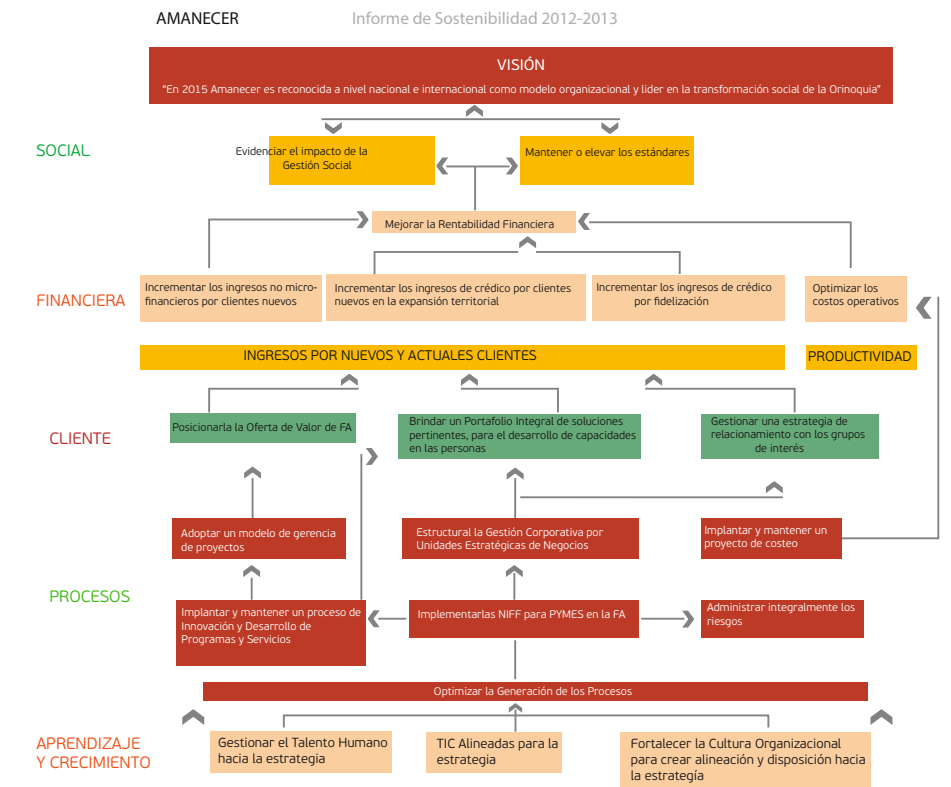 AMANECER
Informe de Sostenibilidad 2012-2013
VISIÓN
“En 2015 Amanecer es reconocida a nivel nacional e internacional como modelo organizacional y líder en la transformación social de la Orinoquia”
SOCIAL
Evidenciar el impacto de la
Gestión Social
Mantener o elevar los estándares
Mejorar la Rentabilidad Financiera
FINANCIERA
Incrementar los ingresos no micro-
financieros por clientes nuevos
Incrementar los ingresos de crédico por clientes
nuevos en la expansión territorial
Incrementar los ingresos de crédico
por fidelización
Optimizar los
costos operativos
INGRESOS POR NUEVOS Y ACTUALES CLIENTES
PRODUCTIVIDAD
CLIENTE
Posicionarla la Oferta de Valor de FA
Brindar un Portafolio Integral de soluciones
pertinentes, para el desarrollo de capacidades
en las personas
Gestionar una estrategia de
relacionamiento con los grupos
de interés
Adoptar un modelo de gerencia
de proyectos
Estructural la Gestión Corporativa por
Unidades Estratégicas de Negocios
Implantar y mantener un
proyecto de costeo
PROCESOS
Implantar y mantener un proceso de
Innovación y Desarrollo de
Programas y Servicios
Implementarlas NIFF para PYMES en la FA
Administrar integralmente los
riesgos
Optimizar la Generación de los Procesos
APRENDIZAJE
Y CRECIMIENTO
Gestionar el Talento Humano
hacia la estrategia
TIC Alineadas para la
estrategia
Fortalecer la Cultura Organizacional
para crear alineación y disposición hacia
la estrategía